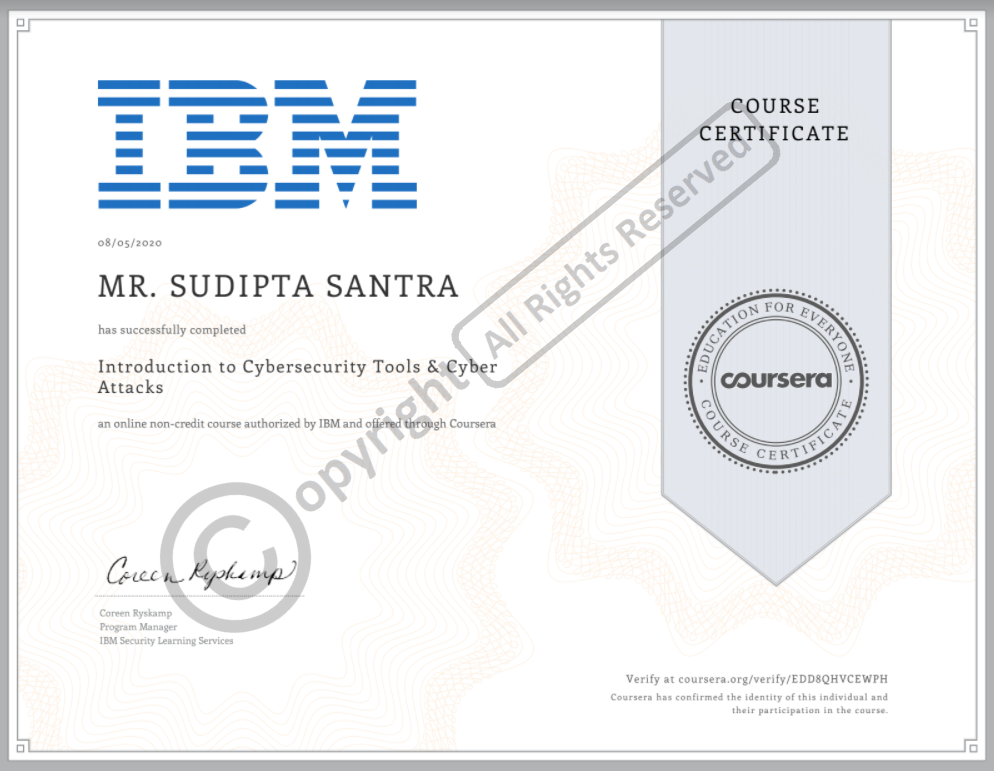 IBM
COURSE
CERTIFICATE
08/05/2020
MR. SUDIPTA SANTRA
has successfully completed
Introduction to Cybersecurity Tools & Cyber
Attacks
an online non-credit course authorized by IBM and offered through Coursera
EDUCATION FOR EVERYONE
coursera
COURSE CERTIFICATE
©opyright All Rights Reserved
Coreen Ryskamp
Coreen Ryskamp
Program Manager
IBM Security Learning Services
Verify at coursera.org/verify/EDD8QHVCEWPH
Coursera has confirmed the identity of this individual and
their participation in the course.